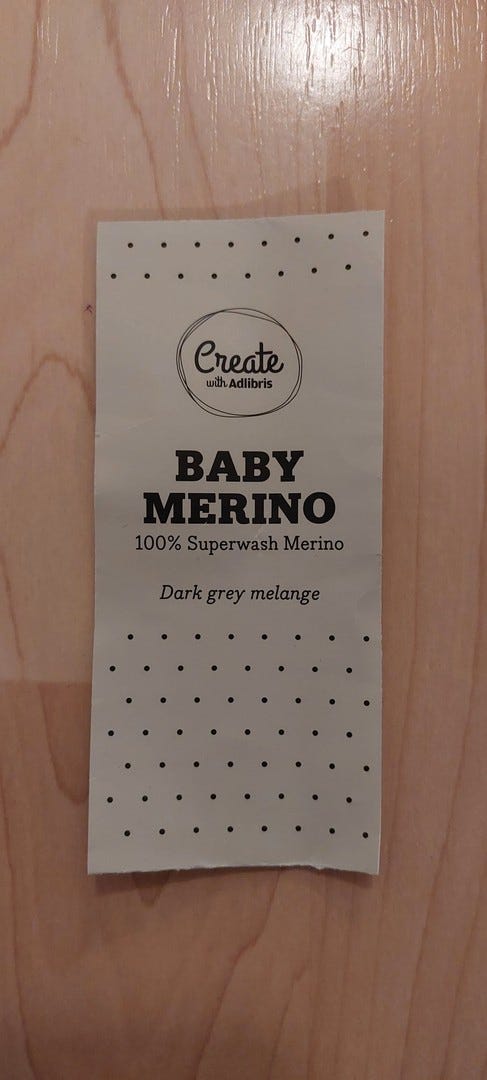 Create
with Adlibris
BABY
MERINO
100% Superwash Merino
Dark grey melange